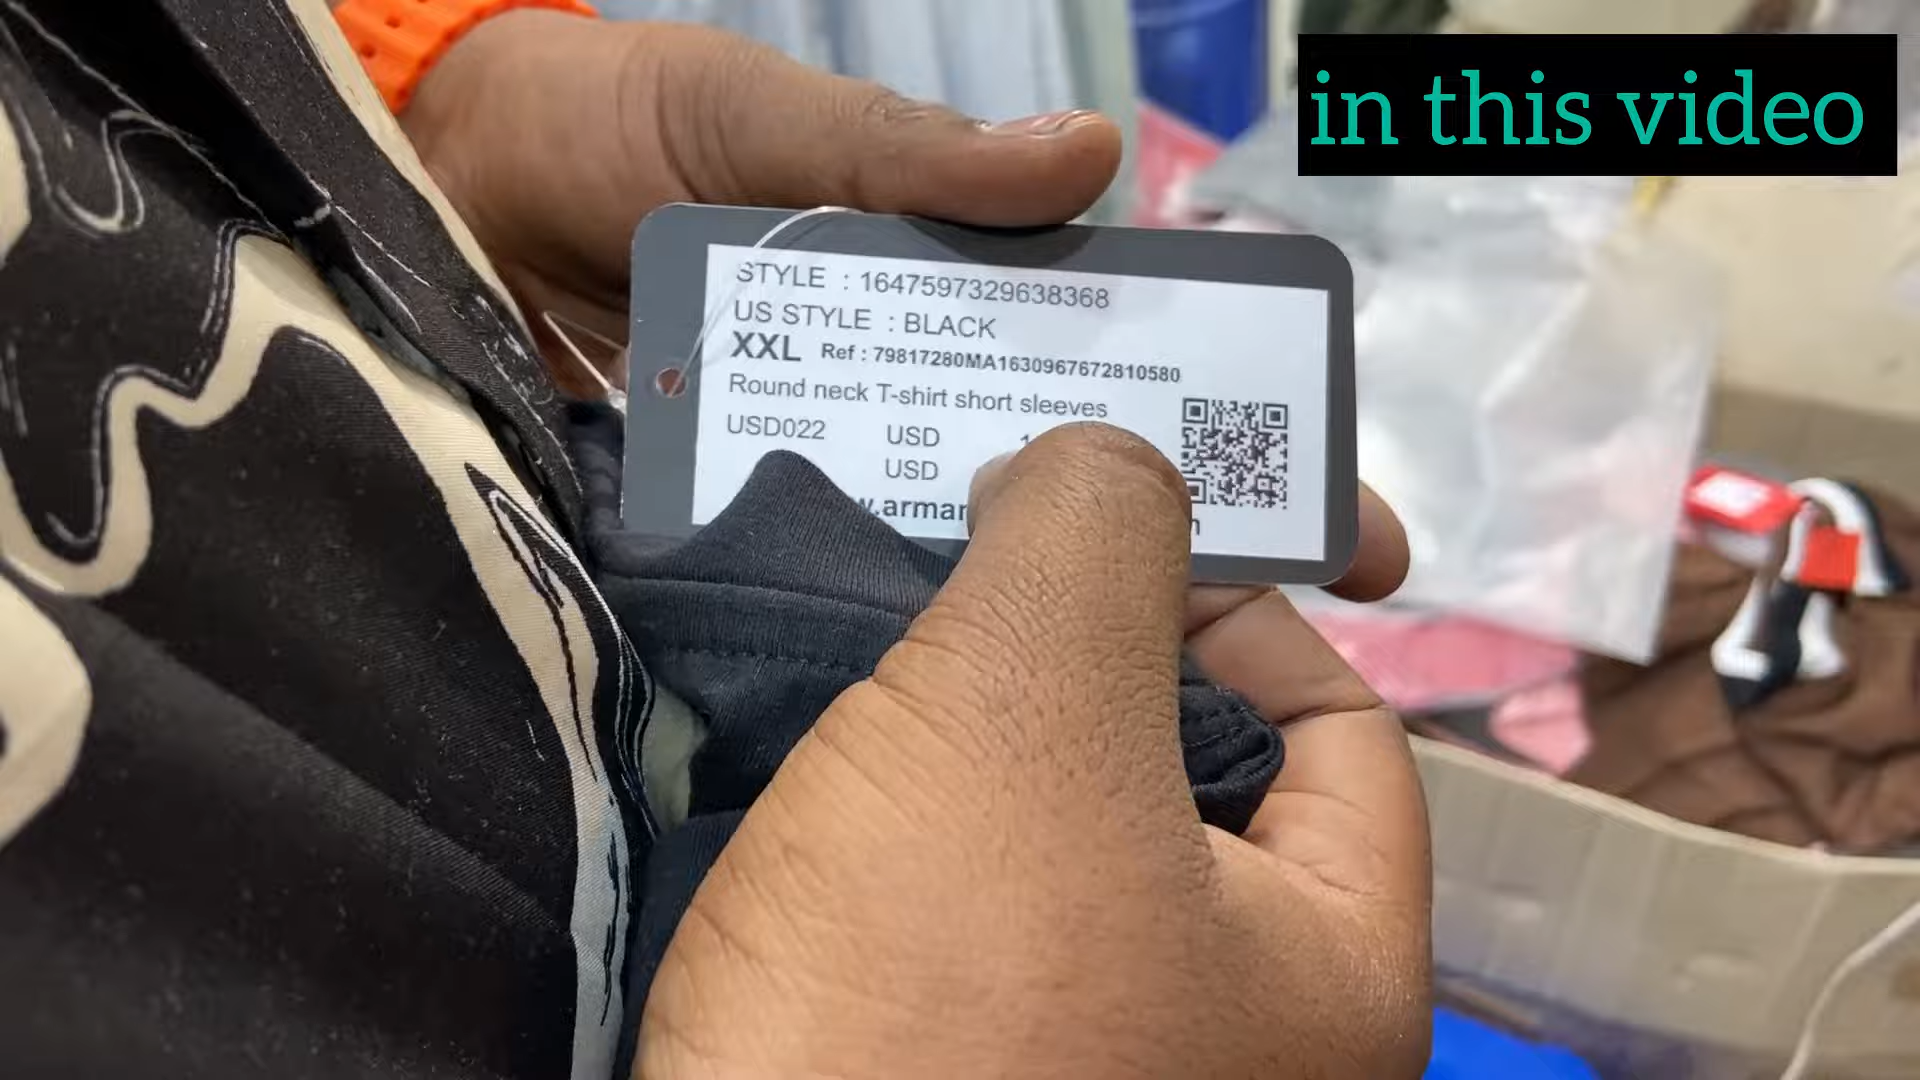 in this video
STYLE : 1647597329638368
US STYLE : BLACK
XXL Ref : 79817280MA1630967672810580
Round neck T-shirt short sleeves
USD022 USD
USD